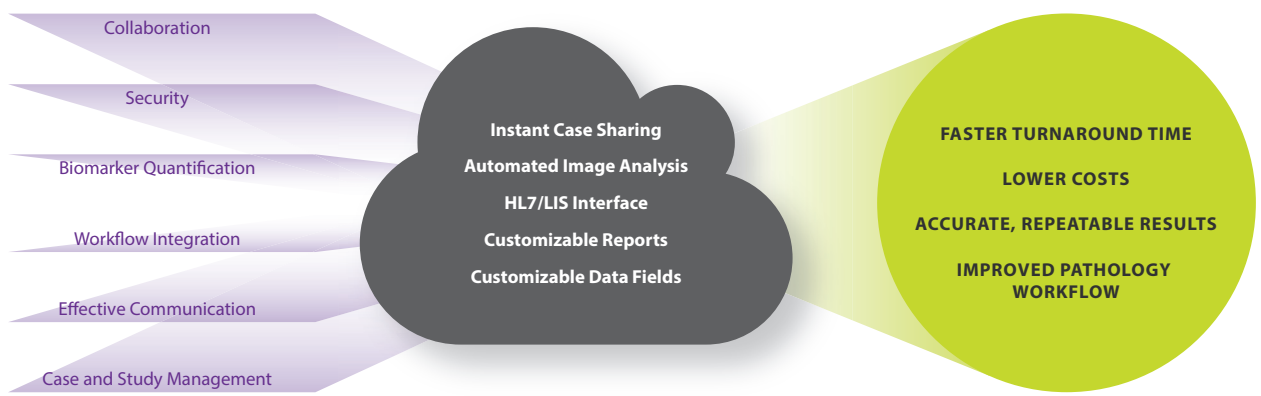 Collaboration
Security
Biomarker Quantification
Workflow Integration
Effective Communication
Case and Study Management
Instant Case Sharing
Automated Image Analysis
HL7/LIS Interface
Customizable Reports
Customizable Data Fields
FASTER TURNAROUND TIME
LOWER COSTS
ACCURATE, REPEATABLE RESULTS
IMPROVED PATHOLOGY
WORKFLOW